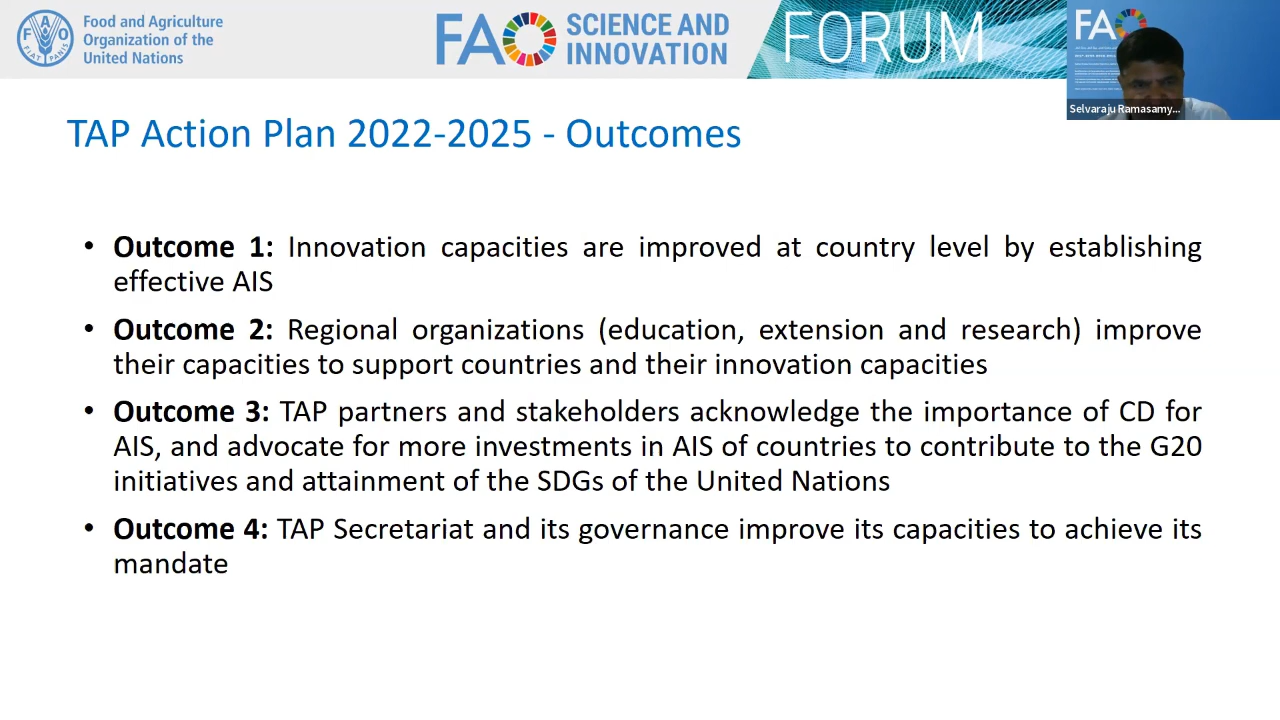 Food and Agriculture
Organization of the
United Nations
FAO
SCIENCE AND
INNOVATION
FORUM
FAO
Selvaraju Ramasamy...
TAP Action Plan 2022-2025 - Outcomes
• Outcome 1: Innovation capacities are improved at country level by establishing
effective AIS
• Outcome 2: Regional organizations (education, extension and research) improve
their capacities to support countries and their innovation capacities
• Outcome 3: TAP partners and stakeholders acknowledge the importance of CD for
AIS, and advocate for more investments in AIS of countries to contribute to the G20
initiatives and attainment of the SDGs of the United Nations
• Outcome 4: TAP Secretariat and its governance improve its capacities to achieve its
mandate